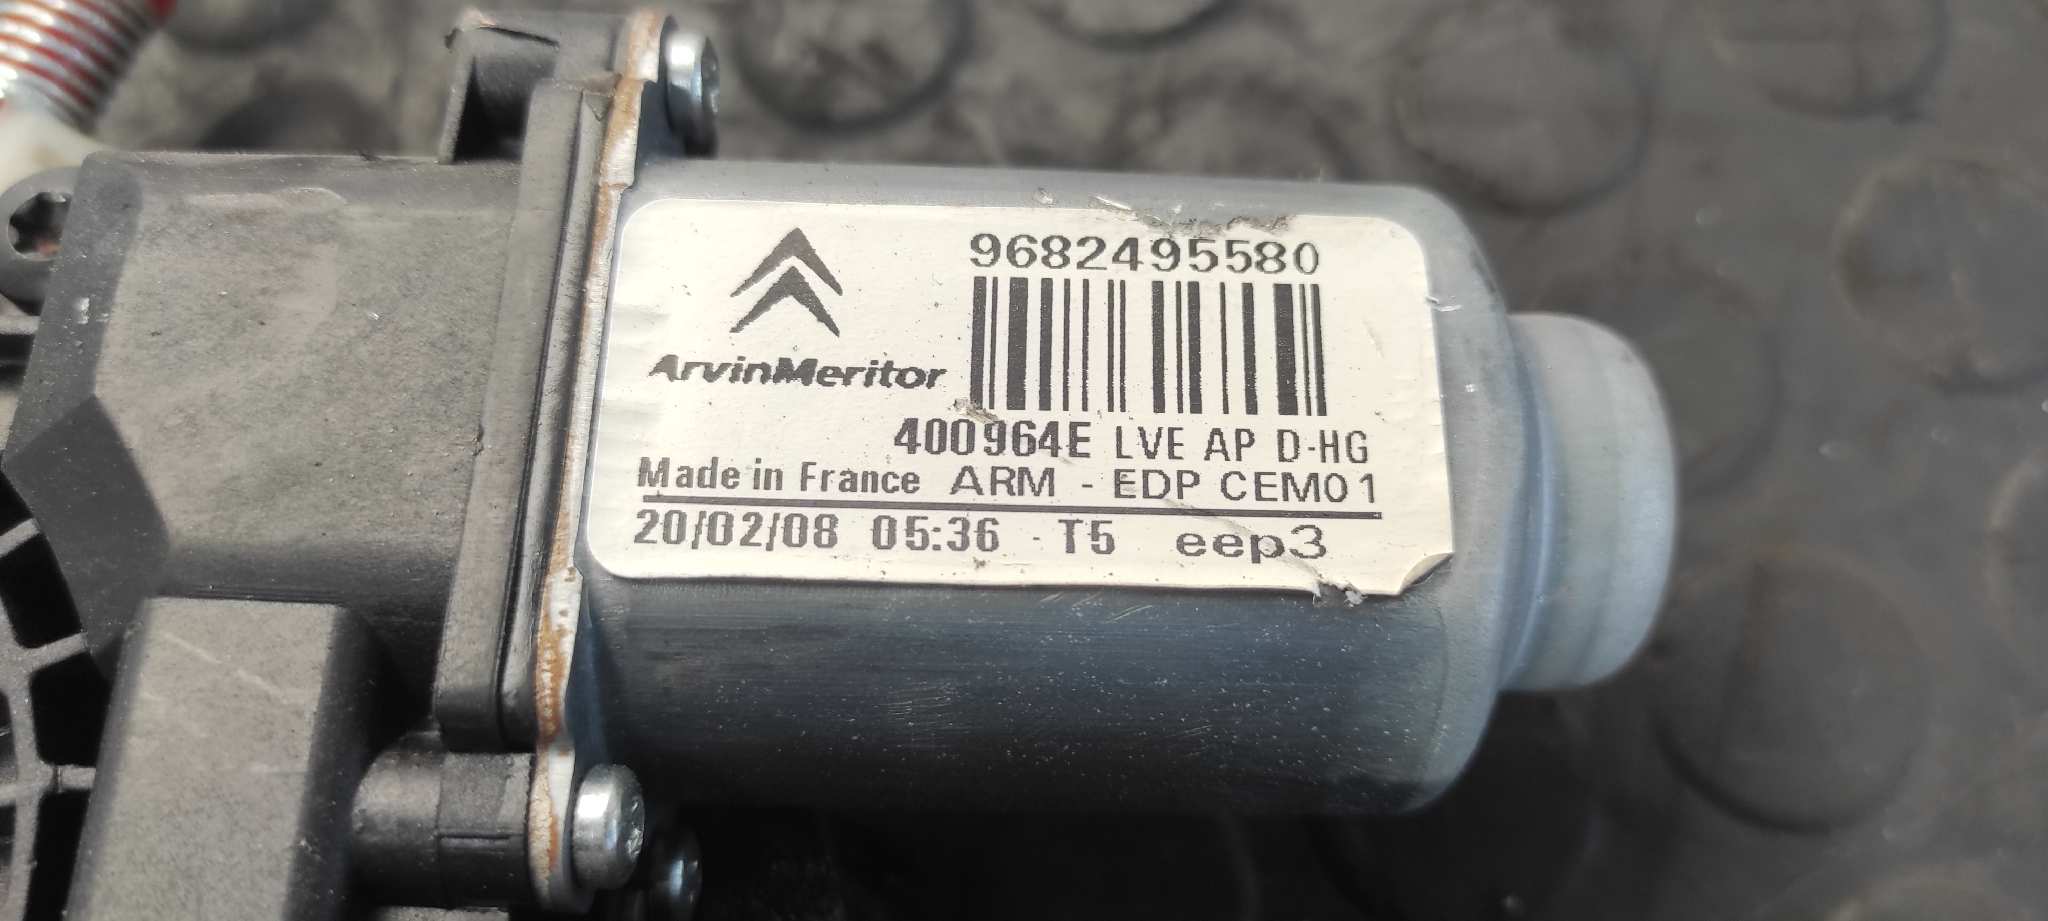 9682495580
ArvinMeritor
400964E LVE AP D-HG
Made in France ARM - EDP CEM01
20/02/08 05:36 - T5 eep3